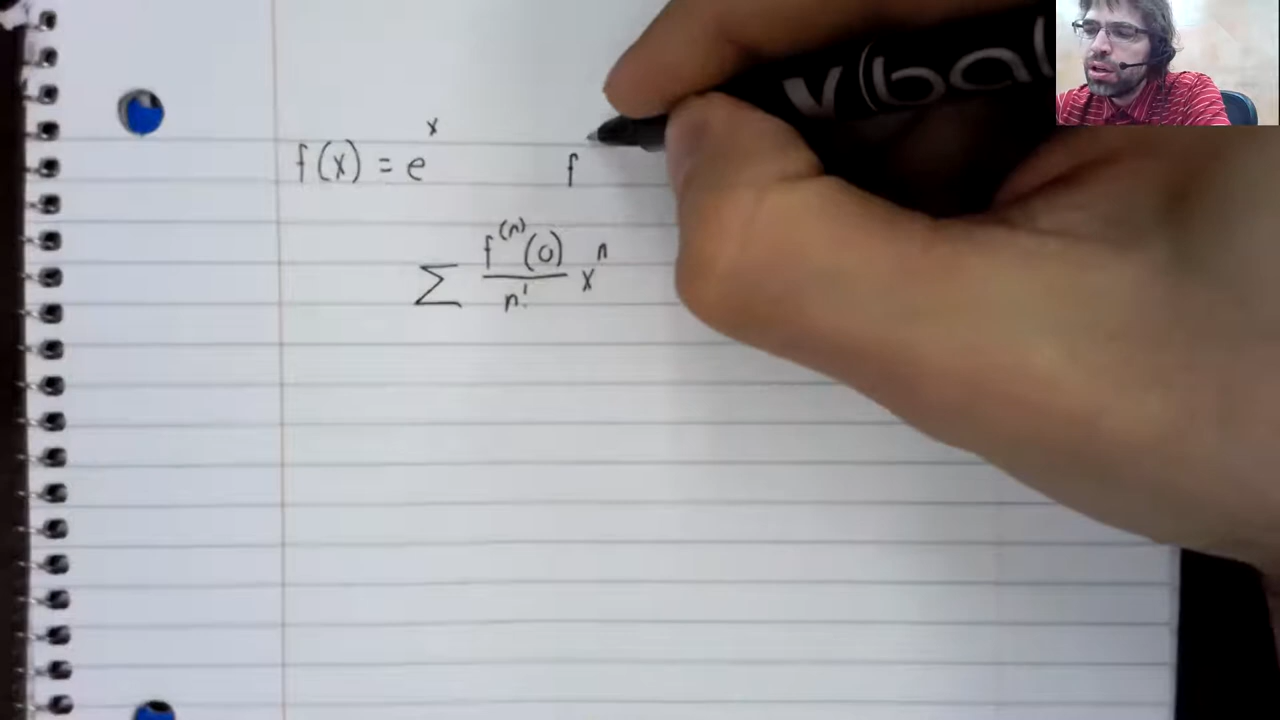 f(x) = e^x f
∑ f^(n)(0)/n! x^n